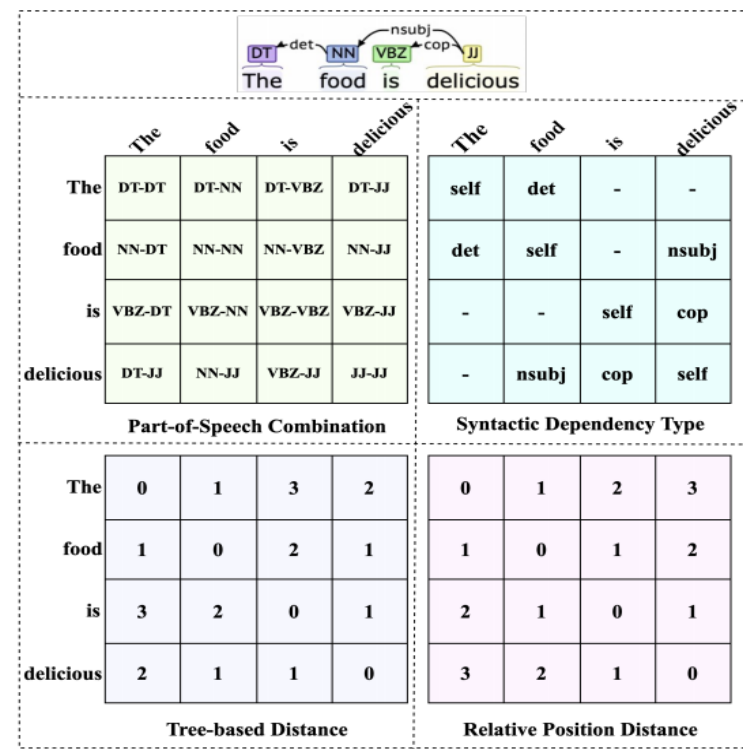 nsubj
DT det NN VBZ cop JJ
The food is delicious
The food is delicious
The DT-DT DT-NN DT-VBZ DT-JJ
food NN-DT NN-NN NN-VBZ NN-JJ
is VBZ-DT VBZ-NN VBZ-VBZ VBZ-JJ
delicious DT-JJ NN-JJ VBZ-JJ JJ-JJ
Part-of-Speech Combination
The food is delicious
self det - -
det self - nsubj
- - self cop
- nsubj cop self
Syntactic Dependency Type
The 0 1 3 2
food 1 0 2 1
is 3 2 0 1
delicious 2 1 1 0
Tree-based Distance
0 1 2 3
1 0 1 2
2 1 0 1
3 2 1 0
Relative Position Distance